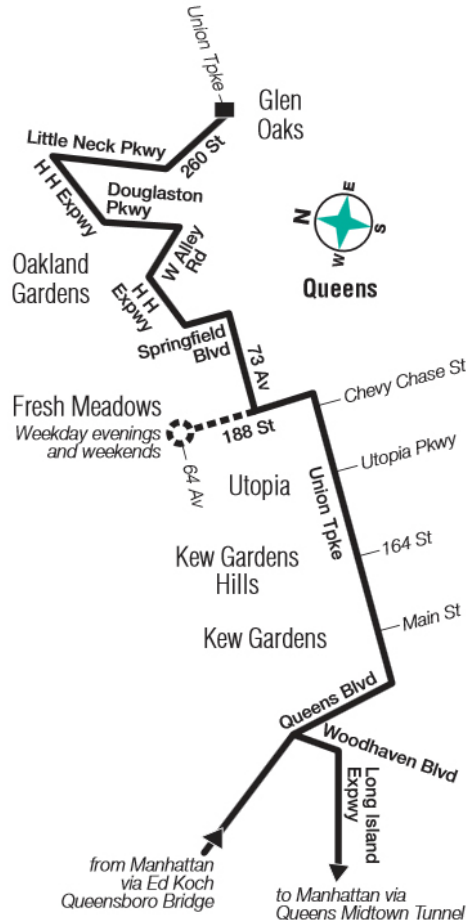 Union Tpke
Glen
Oaks
Little Neck Pkwy
260 St
H H Expwy
Douglaston
Pkwy
E
N
S
W
Queens
W Alley
Rd
Oakland
Gardens
H H
Expwy
Springfield
Blvd
73 Av
Chevy Chase St
Fresh Meadows
Weekday evenings
and weekends
188 St
64 Av
Utopia Pkwy
Utopia
Union Tpke
164 St
Kew Gardens
Hills
Main St
Kew Gardens
Queens Blvd
Woodhaven Blvd
Long Island
Expwy
from Manhattan
via Ed Koch
Queensboro Bridge
to Manhattan via
Queens Midtown Tunnel